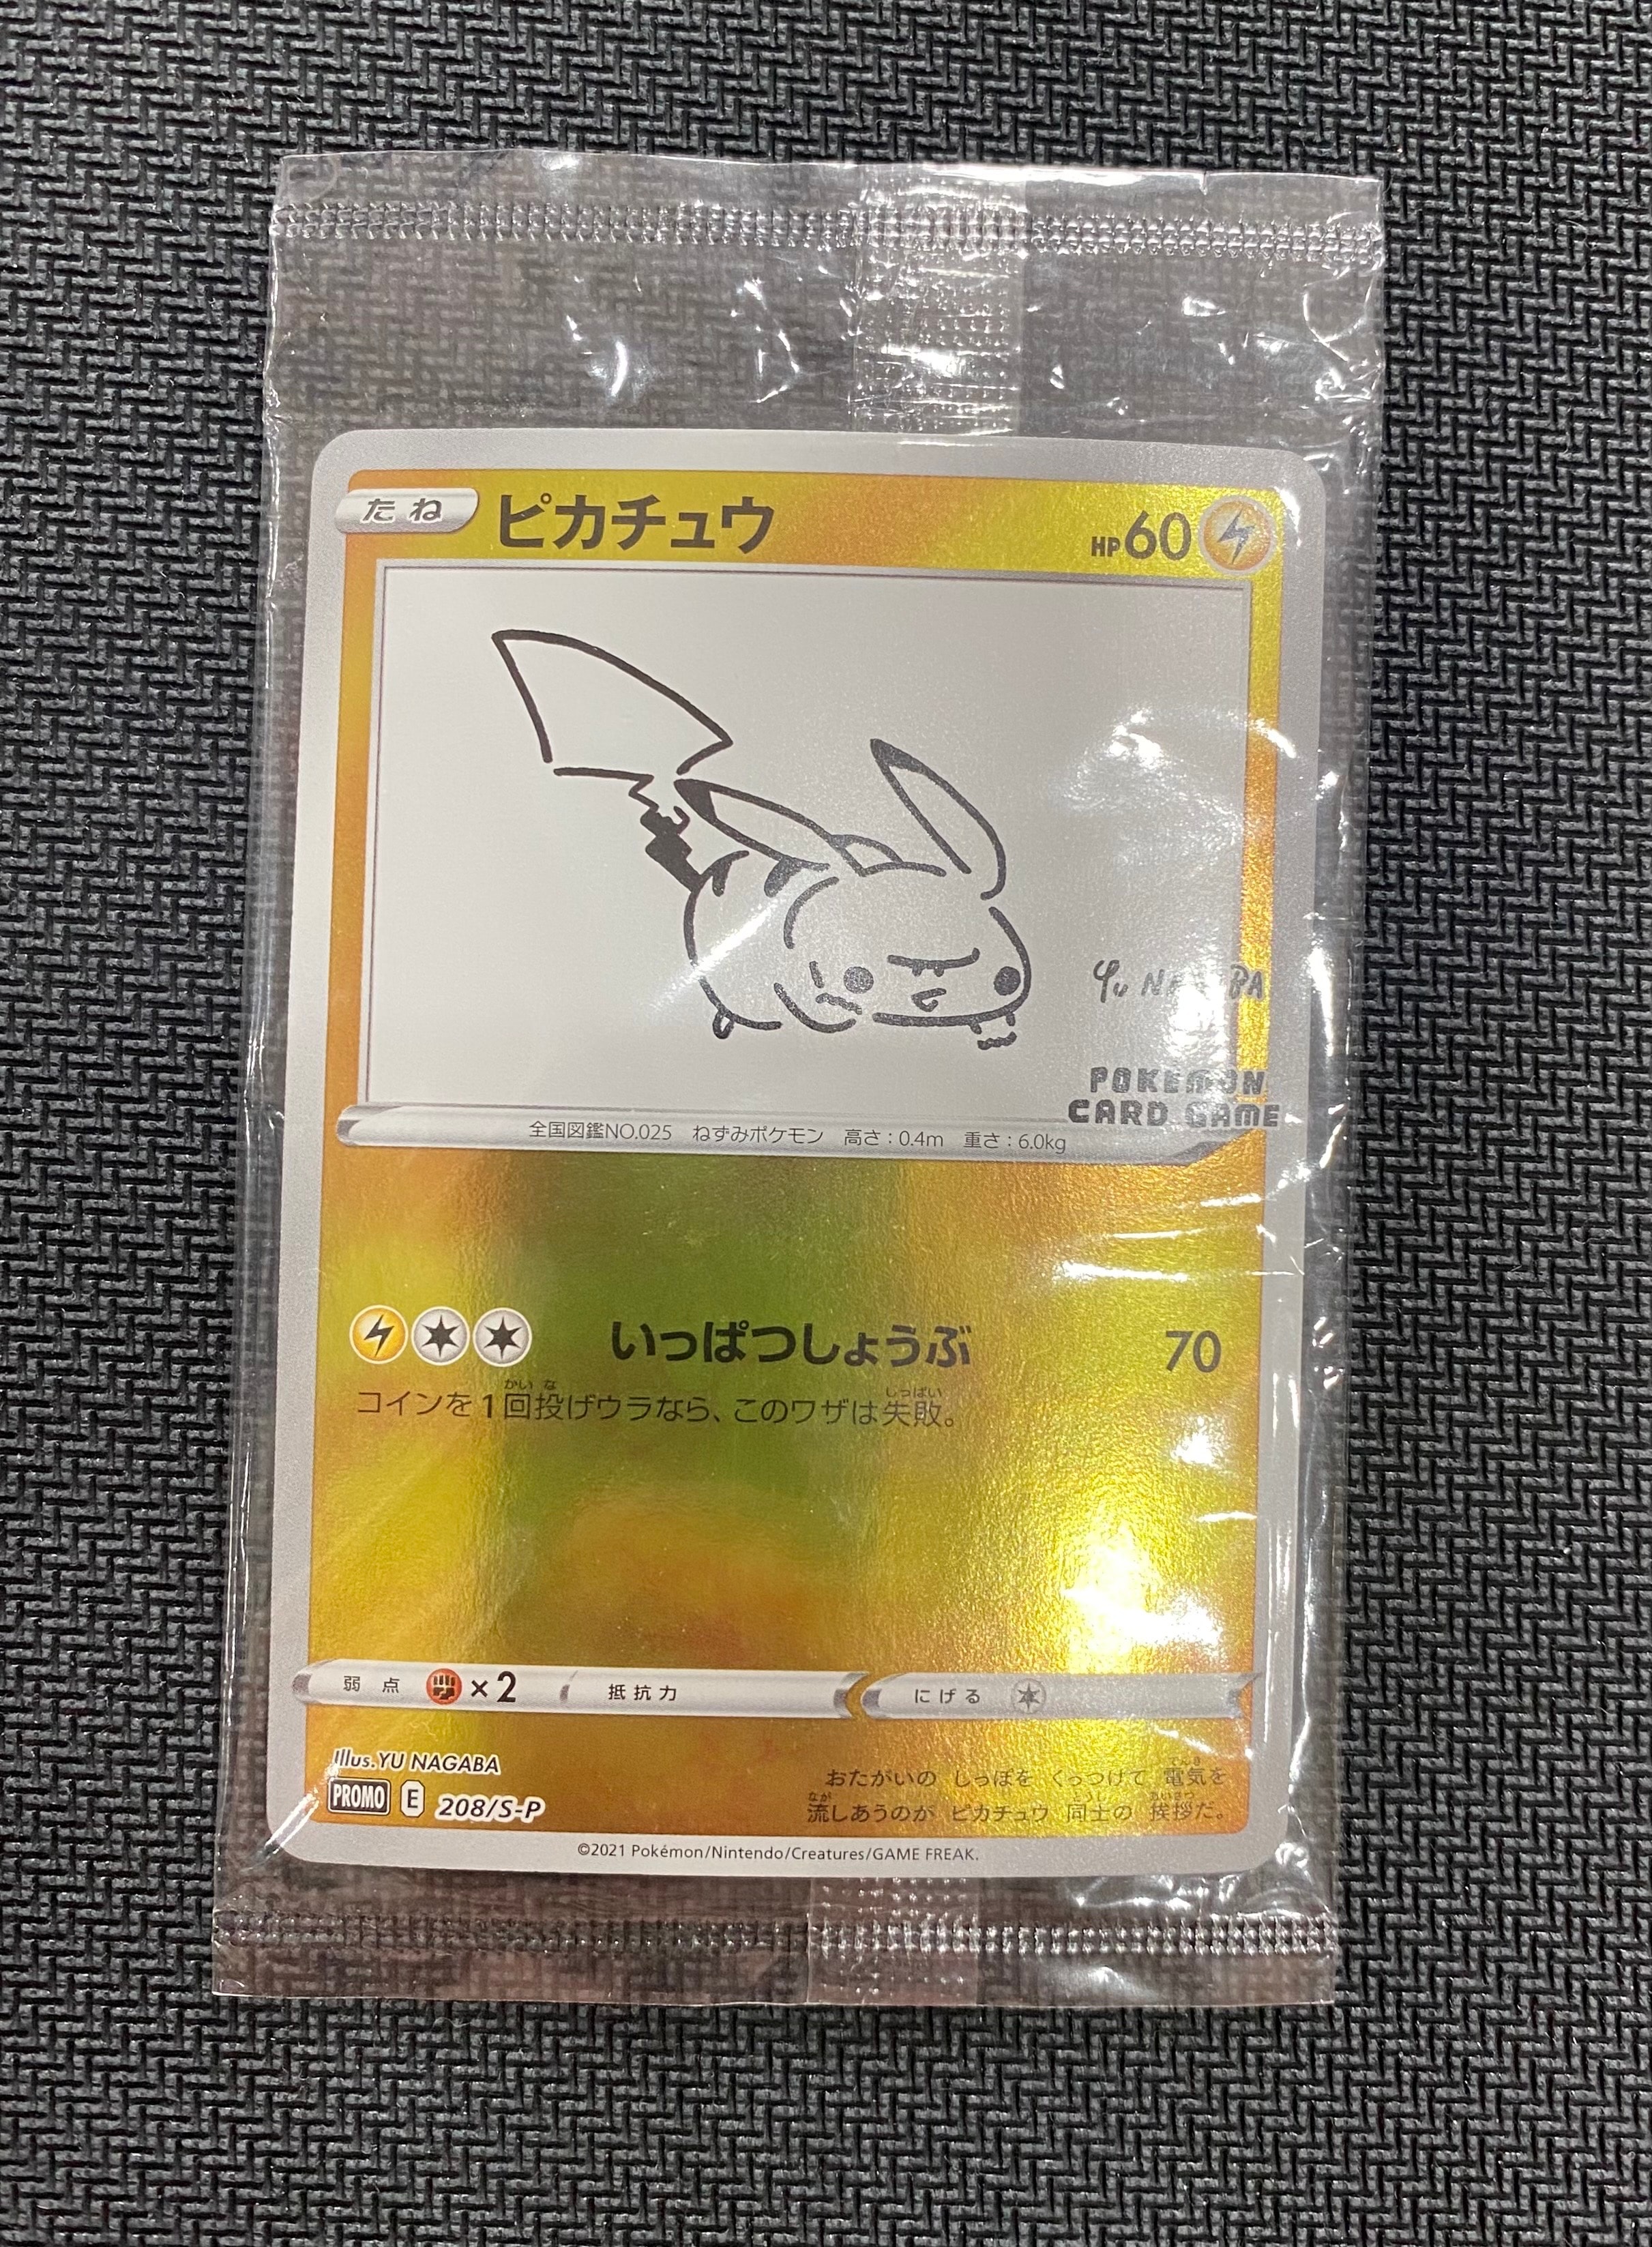 たね ピカチュウ HP60
YU NAGABA
POKÉMON
CARD GAME
全国図鑑NO.025 ねずみポケモン 高さ：0.4m 重さ：6.0kg
いっぱつしょうぶ 70
コインを1回投げウラなら、このワザは失敗。
弱点 ×2 抵抗力 にげる
Illus.YU NAGABA
PROMO E 208/S-P
おたがいの しっぽを くっつけて 電気を
流しあうのが ピカチュウ 同士の 挨拶だ。
©2021 Pokémon/Nintendo/Creatures/GAME FREAK.